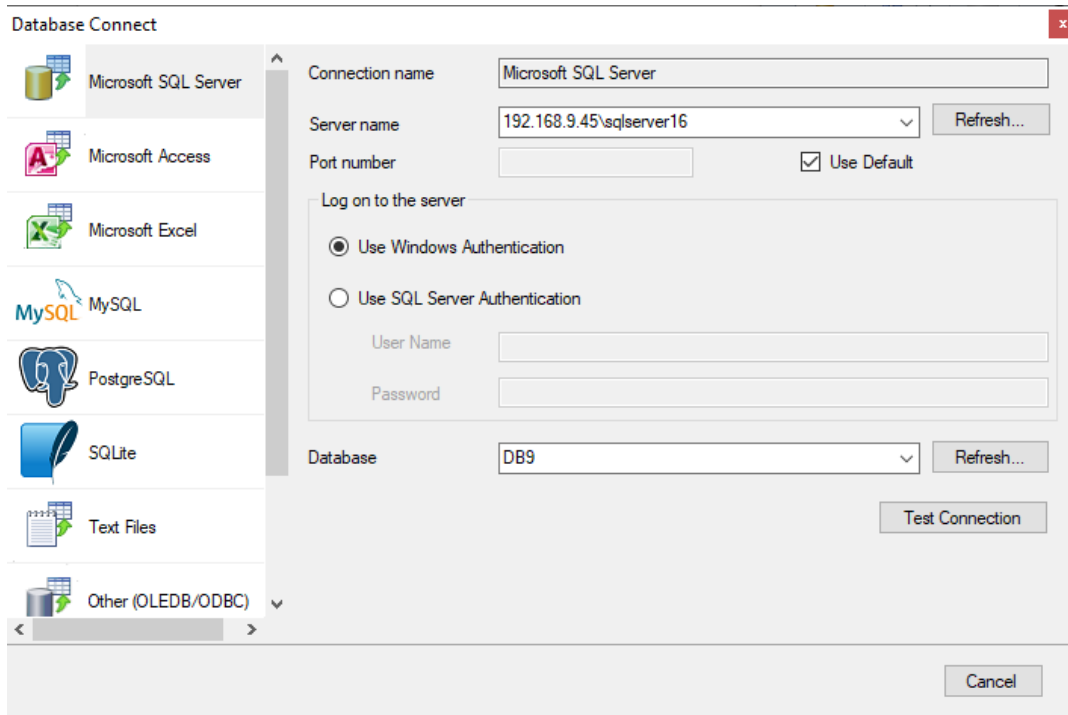 Database Connect
x
Microsoft SQL Server
Microsoft Access
Microsoft Excel
MySQL MySQL
PostgreSQL
SQLite
Text Files
Other (OLEDB/ODBC)
Connection name Microsoft SQL Server
Server name 192.168.9.45\sqlserver16 Refresh...
Port number Use Default
Log on to the server
Use Windows Authentication
Use SQL Server Authentication
User Name
Password
Database DB9 Refresh...
Test Connection
Cancel